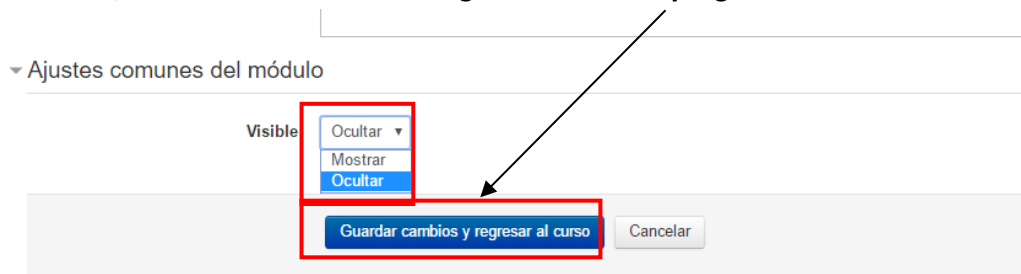 Ajustes comunes del módulo
Visible Ocultar
Mostrar
Ocultar
Guardar cambios y regresar al curso Cancelar